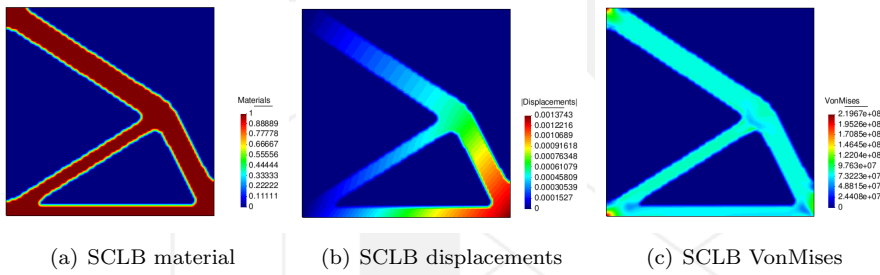 Materials
1
0.88889
0.77778
0.66667
0.55556
0.44444
0.33333
0.22222
0.11111
0
|Displacements|
0.0013743
0.0012216
0.0010689
0.00091618
0.00076348
0.00061079
0.00045809
0.00030539
0.0001527
0
VonMises
2.1967e+08
1.9526e+08
1.7085e+08
1.4645e+08
1.2204e+08
9.763e+07
7.3223e+07
4.8815e+07
2.4408e+07
0
(a) SCLB material
(b) SCLB displacements
(c) SCLB VonMises